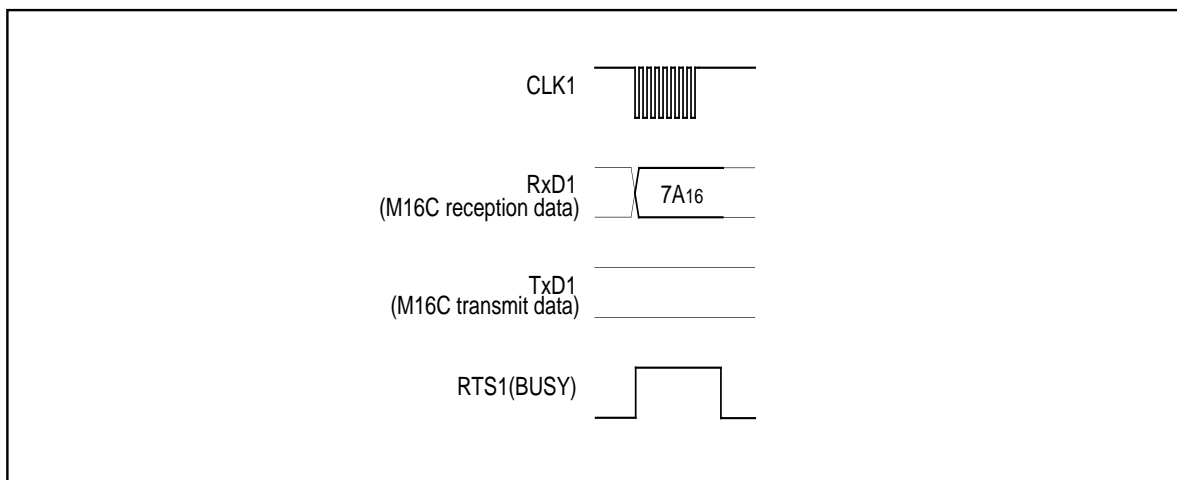 CLK1
RxD1
(M16C reception data)
7A16
TxD1
(M16C transmit data)
RTS1(BUSY)